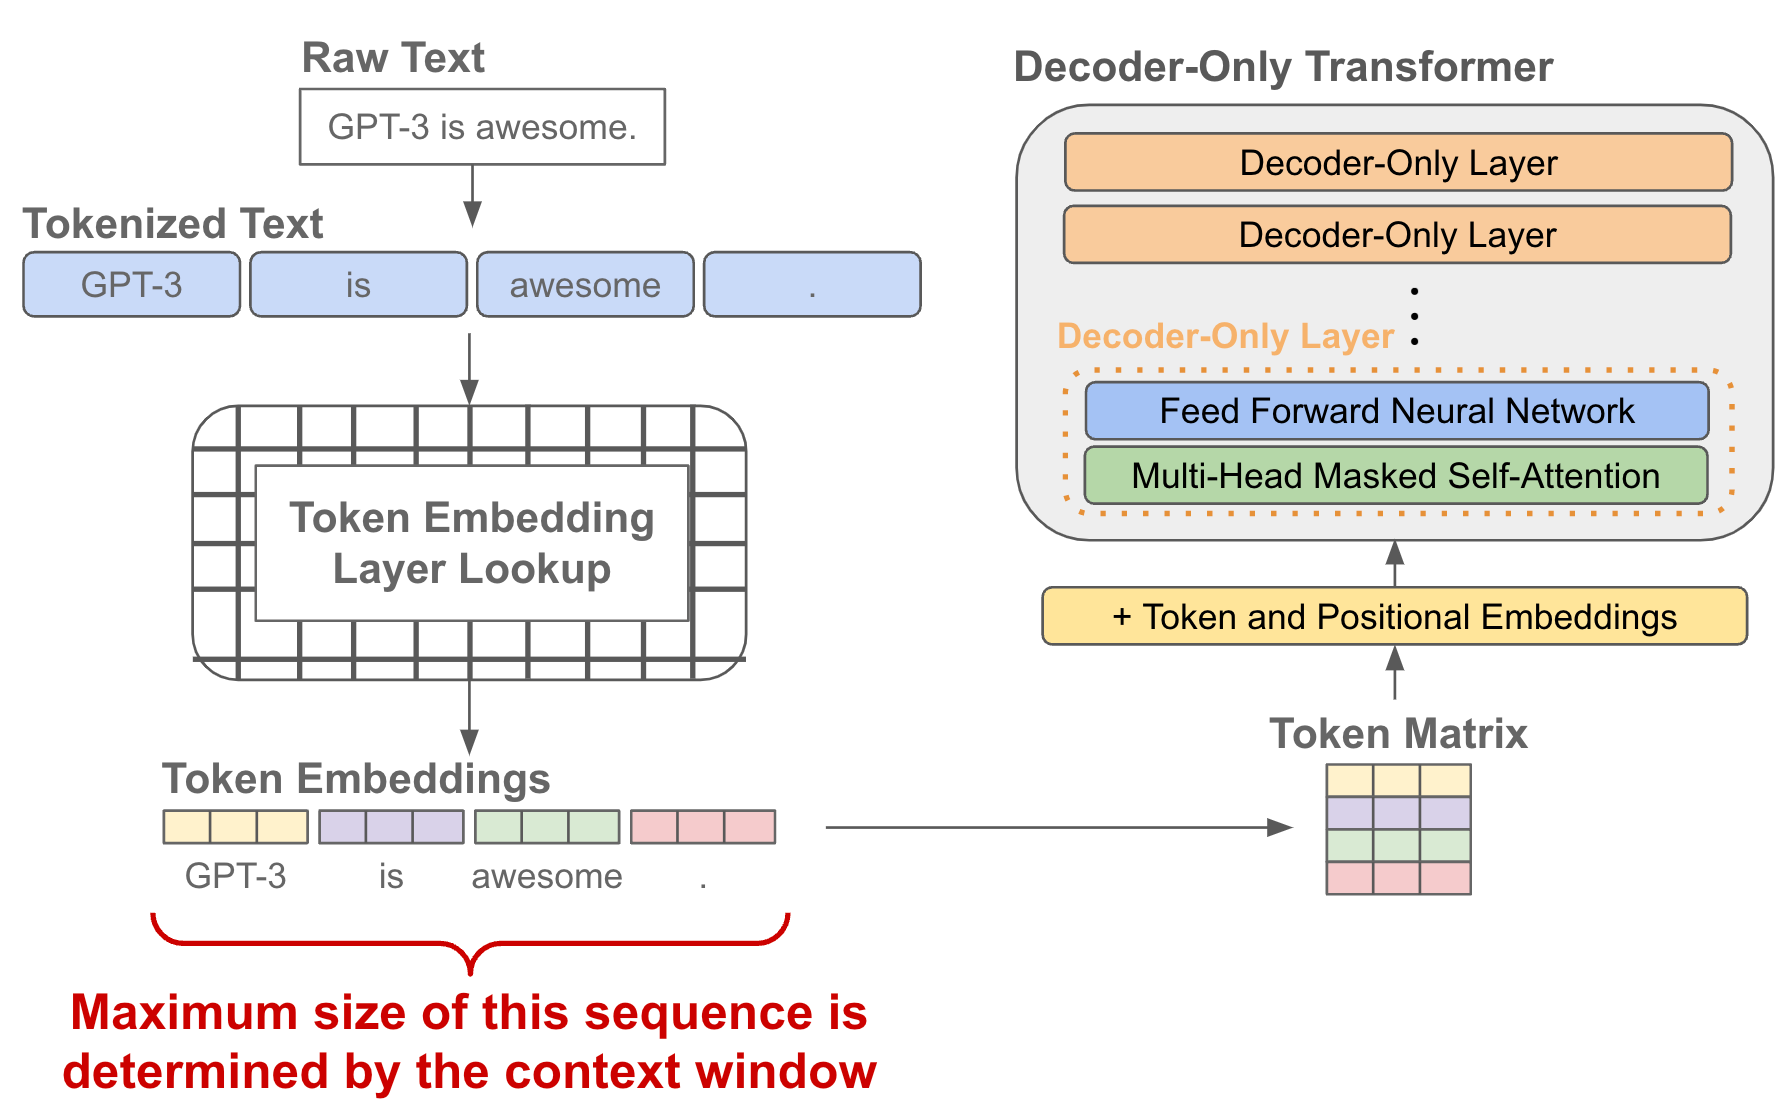 Raw Text
GPT-3 is awesome.
Tokenized Text
GPT-3
is
awesome
.
Token Embedding
Layer Lookup
Token Embeddings
GPT-3
is
awesome
.
Maximum size of this sequence is
determined by the context window
Decoder-Only Transformer
Decoder-Only Layer
Decoder-Only Layer
Decoder-Only Layer
Feed Forward Neural Network
Multi-Head Masked Self-Attention
+ Token and Positional Embeddings
Token Matrix